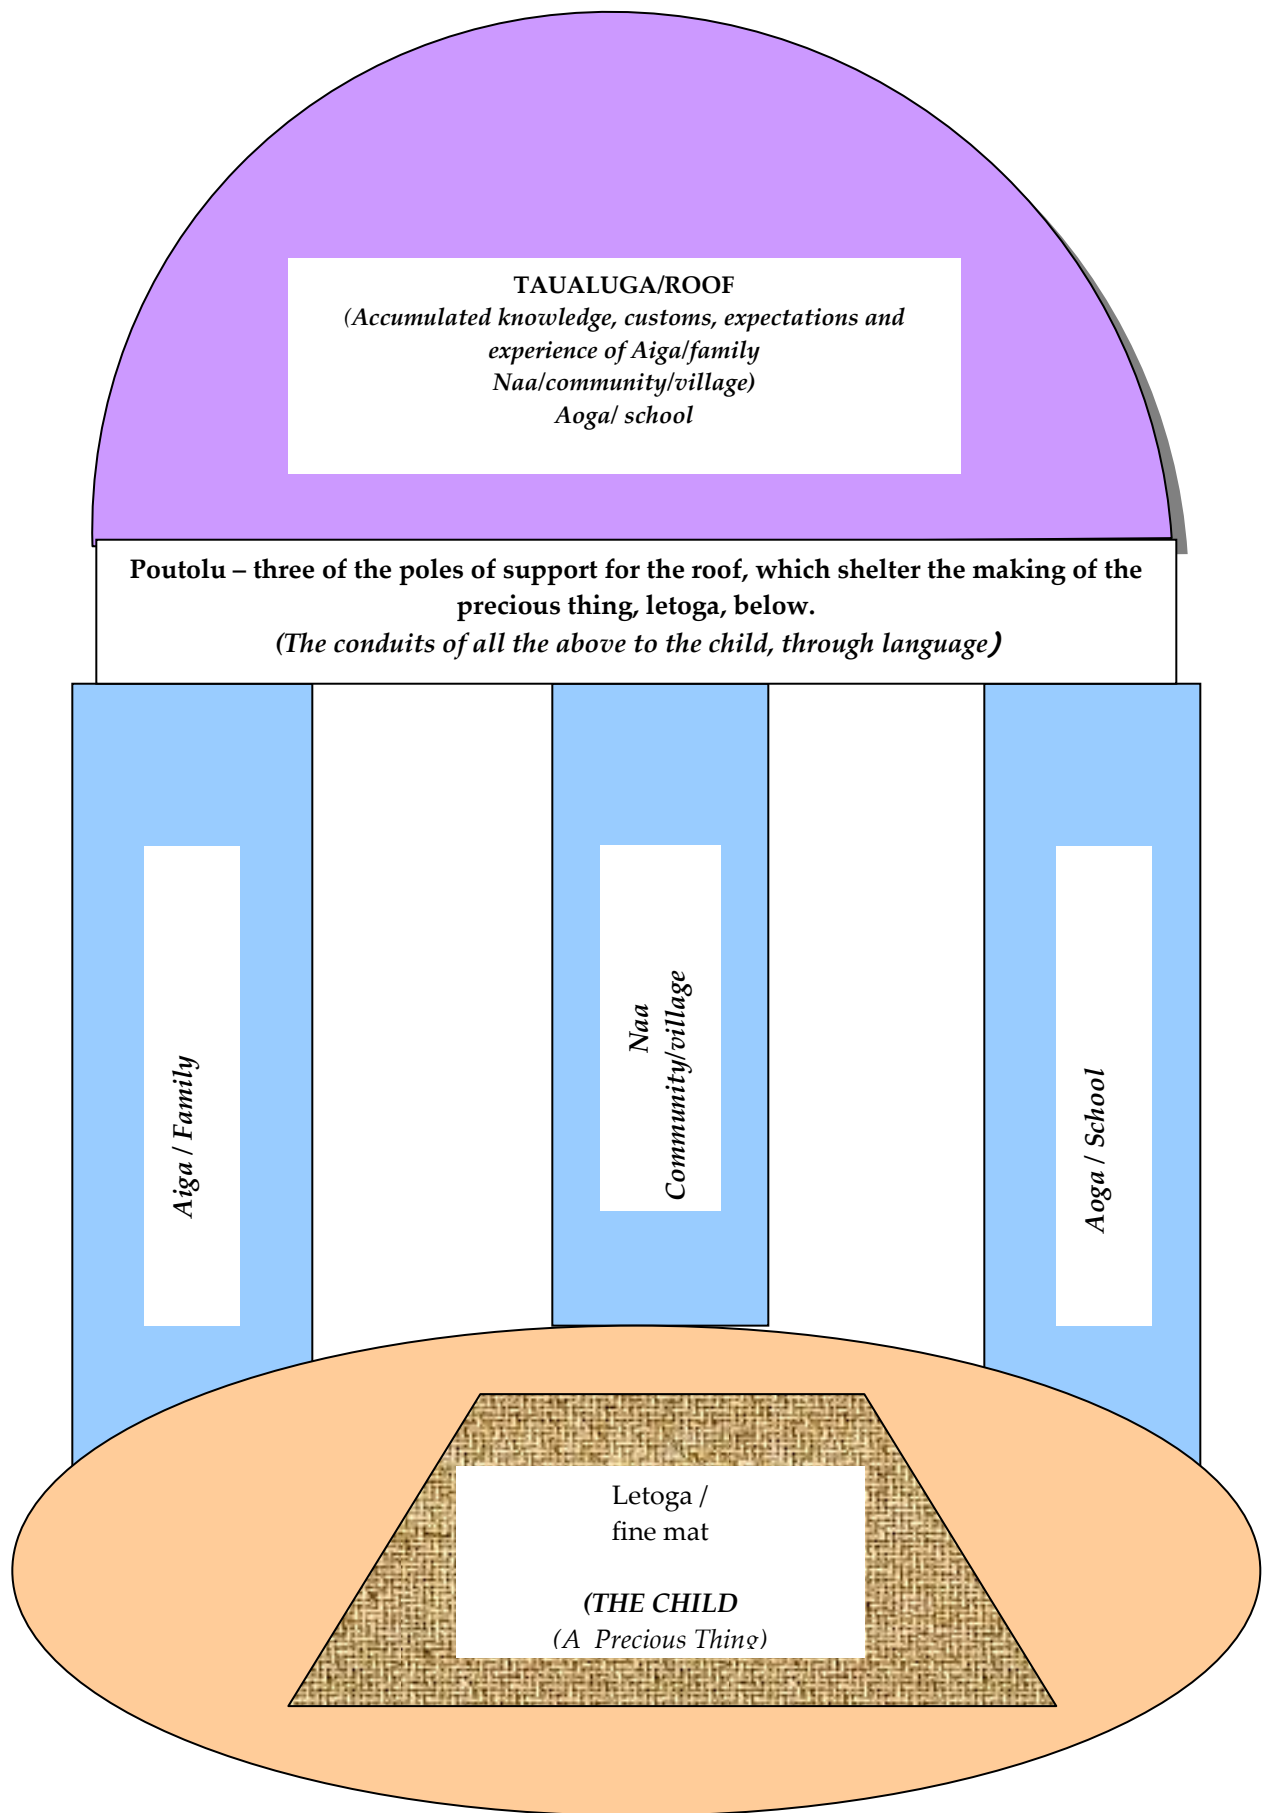 TAUALUGA/ROOF
(Accumulated knowledge, customs, expectations and
experience of Aiga/family
Naa/community/village)
Aoga/ school
Poutolu – three of the poles of support for the roof, which shelter the making of the
precious thing, letoga, below.
(The conduits of all the above to the child, through language)
Aiga / Family
Naa
Community/village
Aoga / School
Letoga /
fine mat
(THE CHILD
(A Precious Thing)